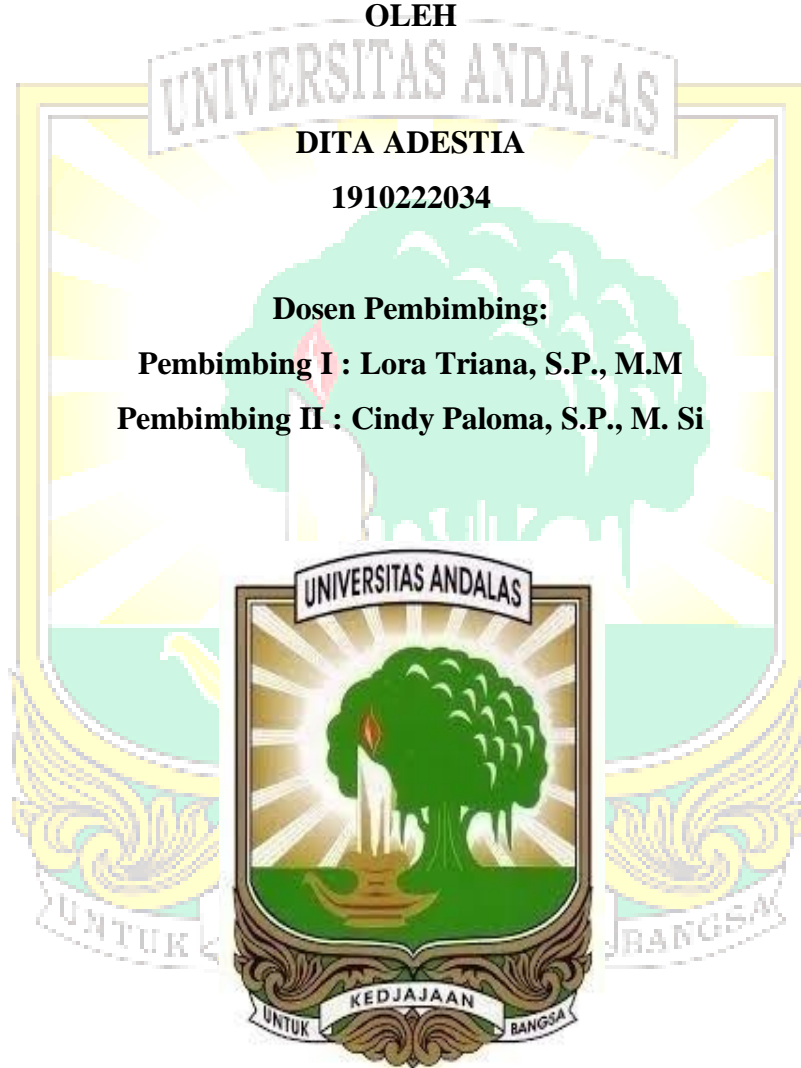 OLEH
UNIVERSITAS ANDALAS
DITA ADESTIA
1910222034
Dosen Pembimbing:
Pembimbing I : Lora Triana, S.P., M.M
Pembimbing II : Cindy Paloma, S.P., M. Si
UNIVERSITAS ANDALAS
UNTUK BANGSA
KEDJAJAAN
UNTUK BANGSA